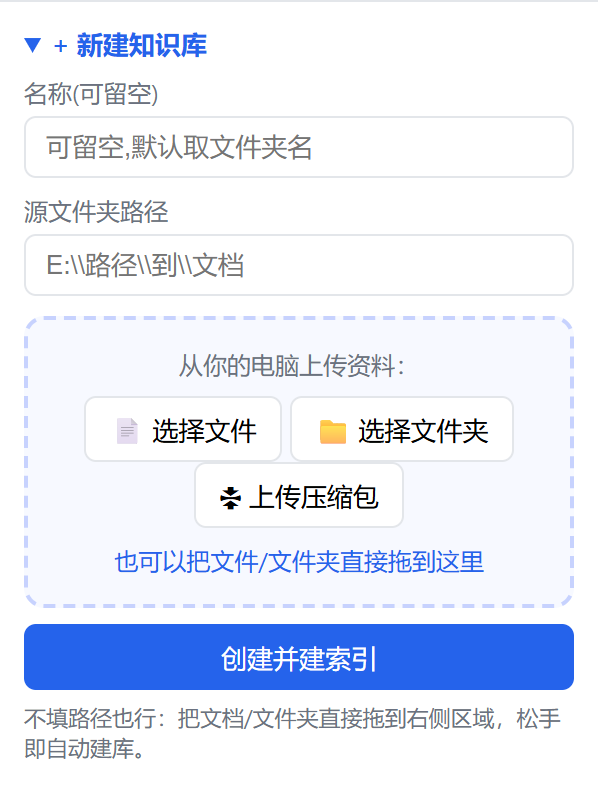 ▼ + 新建知识库
名称(可留空)
可留空,默认取文件夹名
源文件夹路径
E:\\路径\\到\\文档
从你的电脑上传资料：
选择文件
选择文件夹
上传压缩包
也可以把文件/文件夹直接拖到这里
创建并建索引
不填路径也行：把文档/文件夹直接拖到右侧区域，松手
即自动建库。